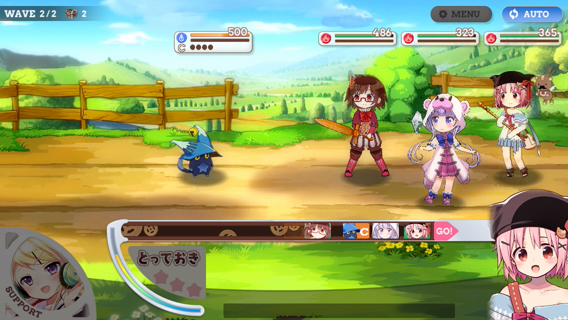 WAVE 2/2 2
MENU
AUTO
500
C
486
323
365
C
GO!
SUPPORT
とっておき